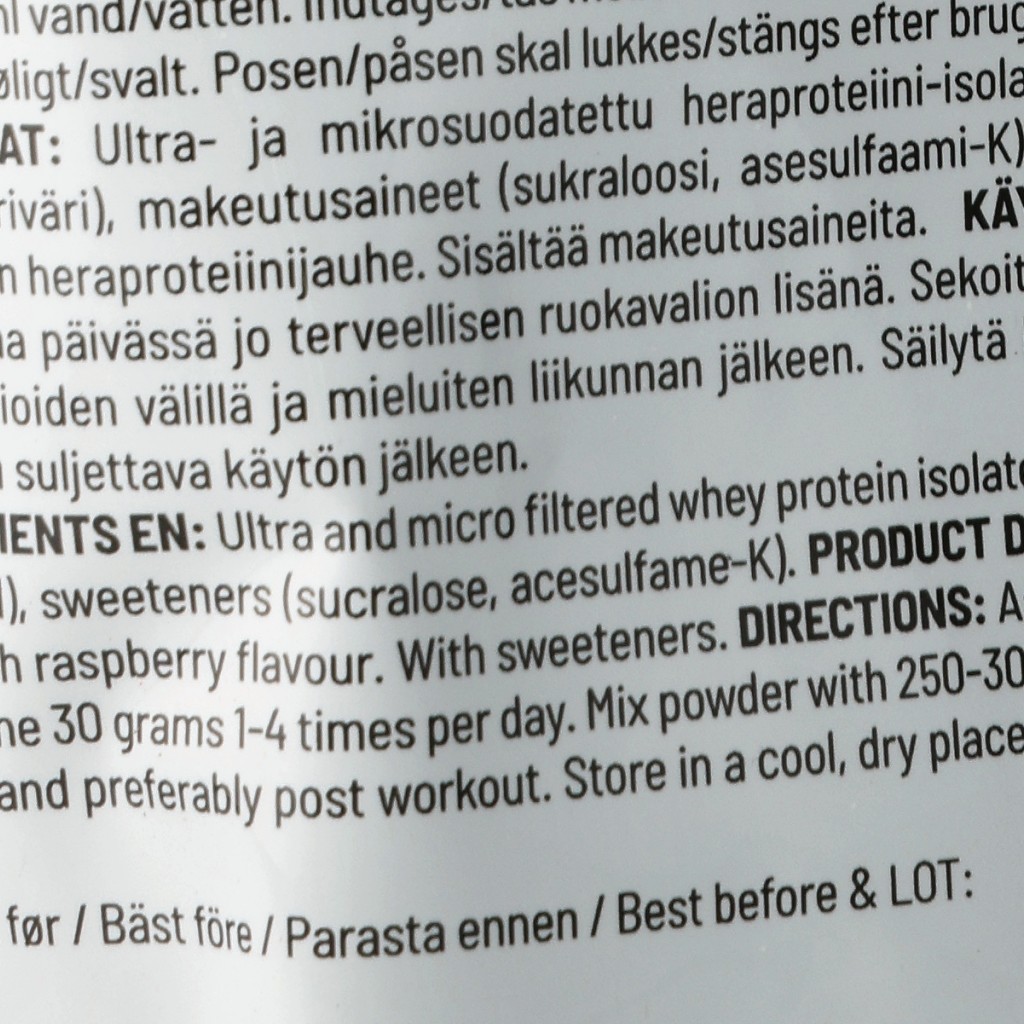 vand/vatten.
øligt/svalt. Posen/påsen skal lukkes/stängs efter brug
AT: Ultra- ja mikrosuodatettu heraproteiini-isola
riväri), makeutusaineet (sukraloosi, asesulfaami-K)
n heraproteiinijauhe. Sisältää makeutusaineita. KÄY
a päivässä jo terveellisen ruokavalion lisänä. Sekoit
ioiden välillä ja mieluiten liikunnan jälkeen. Säilytä
suljettava käytön jälkeen.
IENTS EN: Ultra and micro filtered whey protein isolate
), sweeteners (sucralose, acesulfame-K). PRODUCT D
h raspberry flavour. With sweeteners. DIRECTIONS: A
ne 30 grams 1-4 times per day. Mix powder with 250-30
and preferably post workout. Store in a cool, dry place
før / Bäst före / Parasta ennen / Best before & LOT: